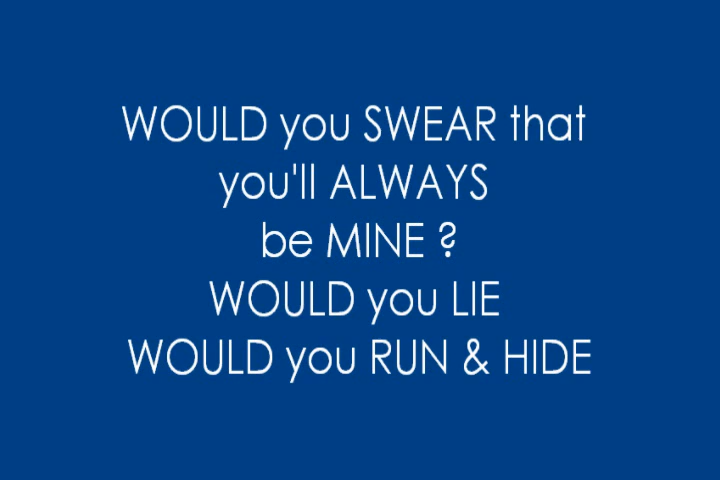 WOULD you SWEAR that
you'll ALWAYS
be MINE ?
WOULD you LIE
WOULD you RUN & HIDE